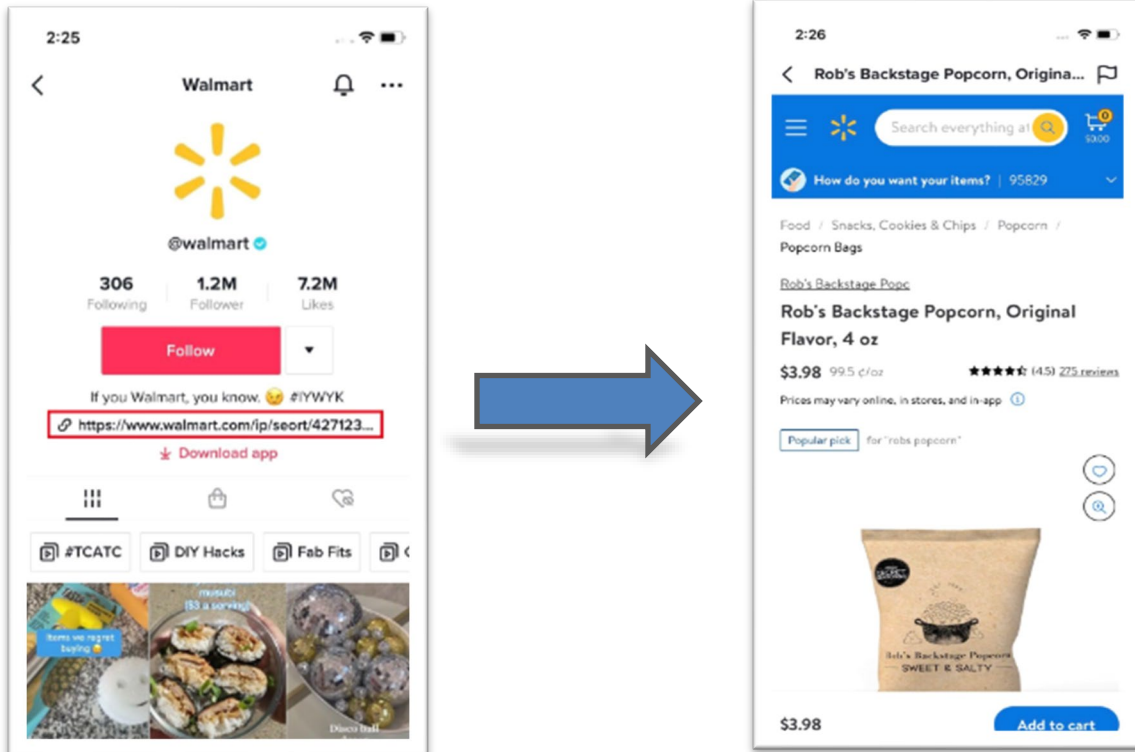 2:25
Walmart
@walmart
306 1.2M 7.2M
Following Follower Likes
Follow
If you Walmart, you know. 😉 #IYWYK
https://www.walmart.com/ip/seort/427123...
Download app
#TCATC DIY Hacks Fab Fits
Items we regret
buying
musubi
($3 a serving)
Disco ball
2:26
Rob's Backstage Popcorn, Origina...
Search everything at
0
$0.00
How do you want your items? | 95829
Food / Snacks, Cookies & Chips / Popcorn /
Popcorn Bags
Rob's Backstage Popc
Rob's Backstage Popcorn, Original
Flavor, 4 oz
$3.98 99.5 ¢/oz (4.5) 275 reviews
Prices may vary online, in stores, and in-app
Popular pick for "robs popcorn"
Rob's Backstage Popcorn
SWEET & SALTY
$3.98 Add to cart